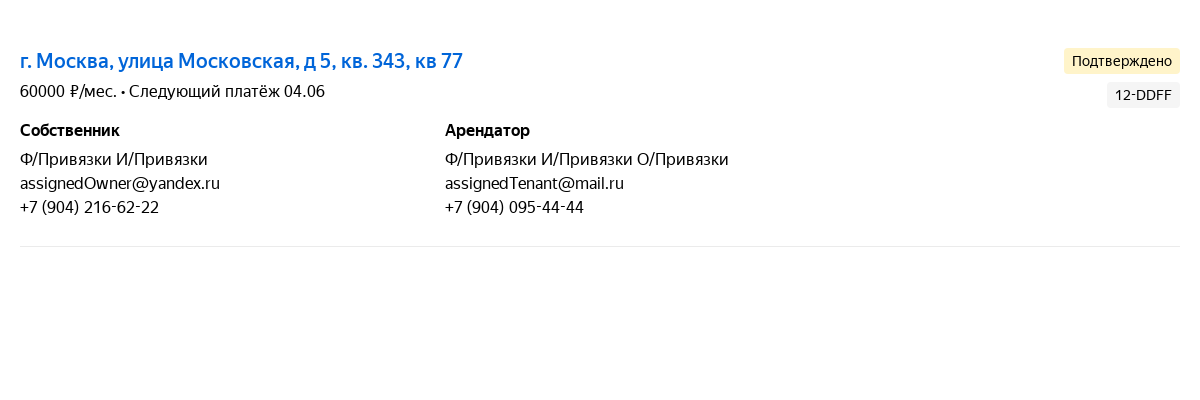 г. Москва, улица Московская, д 5, кв. 343, кв 77
Подтверждено
60000 ₽/мес. • Следующий платёж 04.06
12-DDFF
Собственник
Ф/Привязки И/Привязки
assignedOwner@yandex.ru
+7 (904) 216-62-22
Арендатор
Ф/Привязки И/Привязки О/Привязки
assignedTenant@mail.ru
+7 (904) 095-44-44